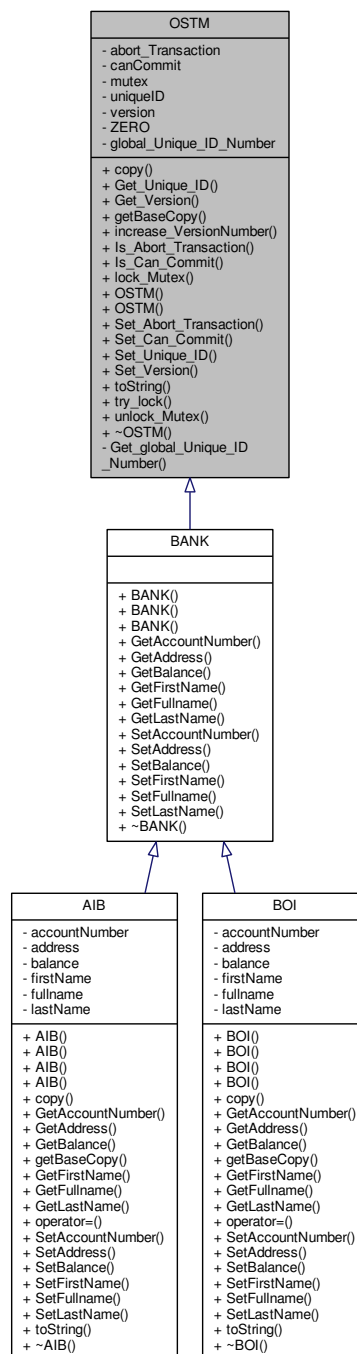 OSTM
- abort_Transaction
- canCommit
- mutex
- uniqueID
- version
- ZERO
- global_Unique_ID_Number
+ copy()
+ Get_Unique_ID()
+ Get_Version()
+ getBaseCopy()
+ increase_VersionNumber()
+ Is_Abort_Transaction()
+ Is_Can_Commit()
+ lock_Mutex()
+ OSTM()
+ OSTM()
+ Set_Abort_Transaction()
+ Set_Can_Commit()
+ Set_Unique_ID()
+ Set_Version()
+ toString()
+ try_lock()
+ unlock_Mutex()
+ ~OSTM()
- Get_global_Unique_ID
_Number()
BANK
+ BANK()
+ BANK()
+ BANK()
+ GetAccountNumber()
+ GetAddress()
+ GetBalance()
+ GetFirstName()
+ GetFullname()
+ GetLastName()
+ SetAccountNumber()
+ SetAddress()
+ SetBalance()
+ SetFirstName()
+ SetFullname()
+ SetLastName()
+ ~BANK()
AIB
- accountNumber
- address
- balance
- firstName
- fullname
- lastName
+ AIB()
+ AIB()
+ AIB()
+ AIB()
+ copy()
+ GetAccountNumber()
+ GetAddress()
+ GetBalance()
+ getBaseCopy()
+ GetFirstName()
+ GetFullname()
+ GetLastName()
+ operator=()
+ SetAccountNumber()
+ SetAddress()
+ SetBalance()
+ SetFirstName()
+ SetFullname()
+ SetLastName()
+ toString()
+ ~AIB()
BOI
- accountNumber
- address
- balance
- firstName
- fullname
- lastName
+ BOI()
+ BOI()
+ BOI()
+ BOI()
+ copy()
+ GetAccountNumber()
+ GetAddress()
+ GetBalance()
+ getBaseCopy()
+ GetFirstName()
+ GetFullname()
+ GetLastName()
+ operator=()
+ SetAccountNumber()
+ SetAddress()
+ SetBalance()
+ SetFirstName()
+ SetFullname()
+ SetLastName()
+ toString()
+ ~BOI()